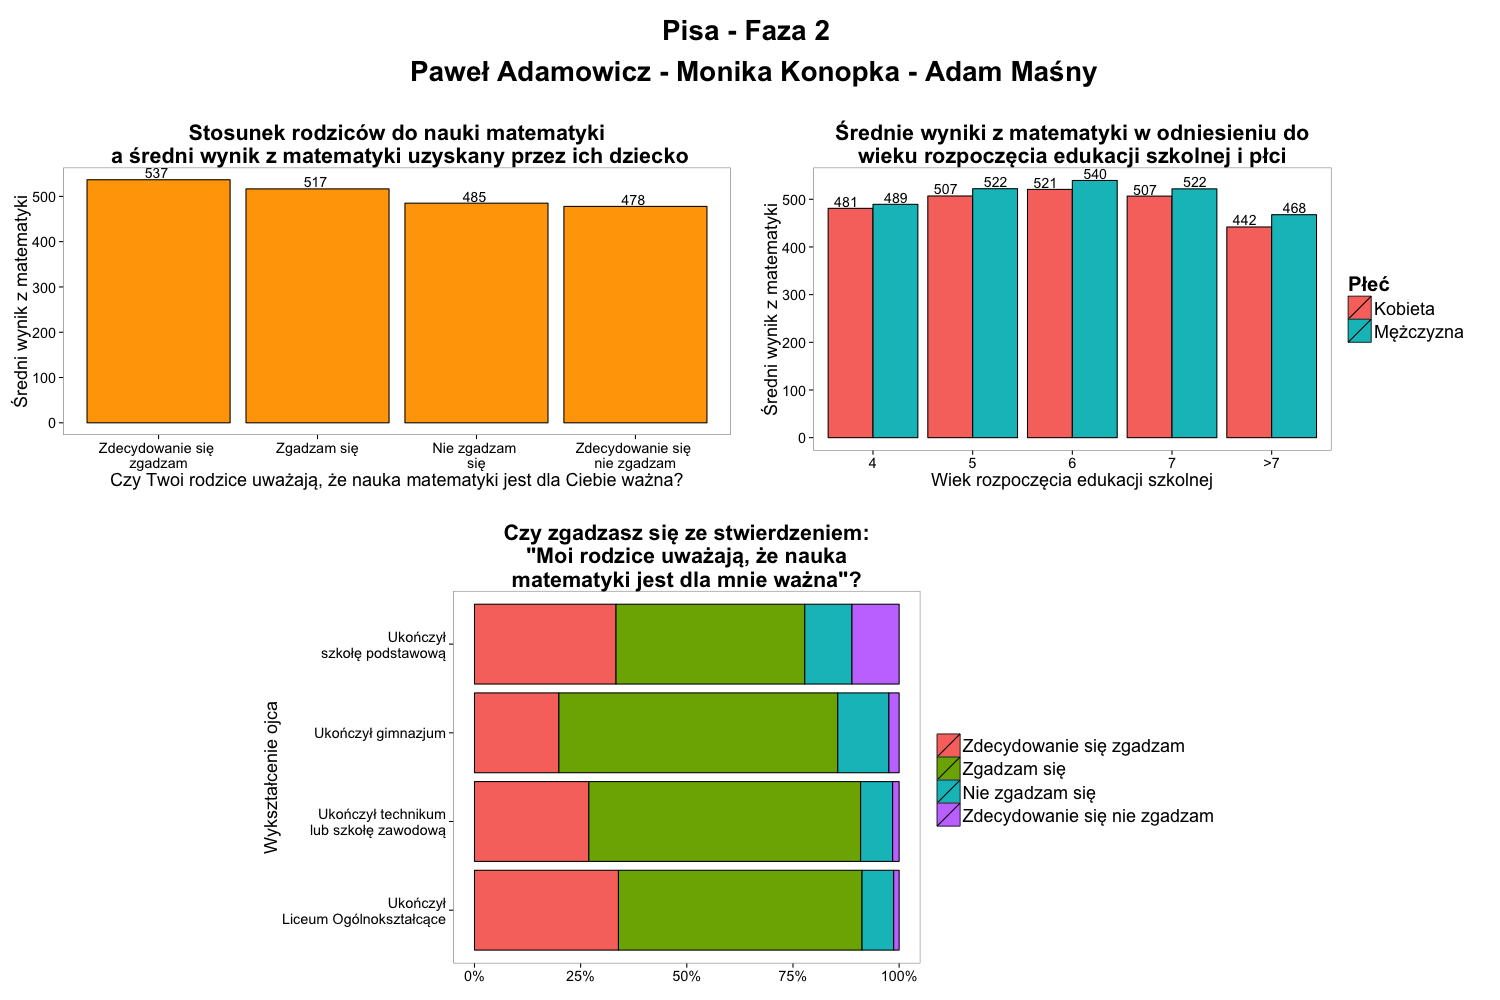 Pisa - Faza 2
Paweł Adamowicz - Monika Konopka - Adam Maśny
Stosunek rodziców do nauki matematyki
a średni wynik z matematyki uzyskany przez ich dziecko
Średni wynik z matematyki
500
400
300
200
100
0
537
517
485
478
Zdecydowanie się
zgadzam
Zgadzam się
Nie zgadzam
się
Zdecydowanie się
nie zgadzam
Czy Twoi rodzice uważają, że nauka matematyki jest dla Ciebie ważna?
Średnie wyniki z matematyki w odniesieniu do
wieku rozpoczęcia edukacji szkolnej i płci
Średni wynik z matematyki
500
400
300
200
100
0
481
489
507
522
521
540
507
522
442
468
4
5
6
7
>7
Wiek rozpoczęcia edukacji szkolnej
Płeć
Kobieta
Mężczyzna
Czy zgadzasz się ze stwierdzeniem:
"Moi rodzice uważają, że nauka
matematyki jest dla mnie ważna"?
Wykształcenie ojca
Ukończył
szkołę podstawową
Ukończył gimnazjum
Ukończył technikum
lub szkołę zawodową
Ukończył
Liceum Ogólnokształcące
0%
25%
50%
75%
100%
Zdecydowanie się zgadzam
Zgadzam się
Nie zgadzam się
Zdecydowanie się nie zgadzam